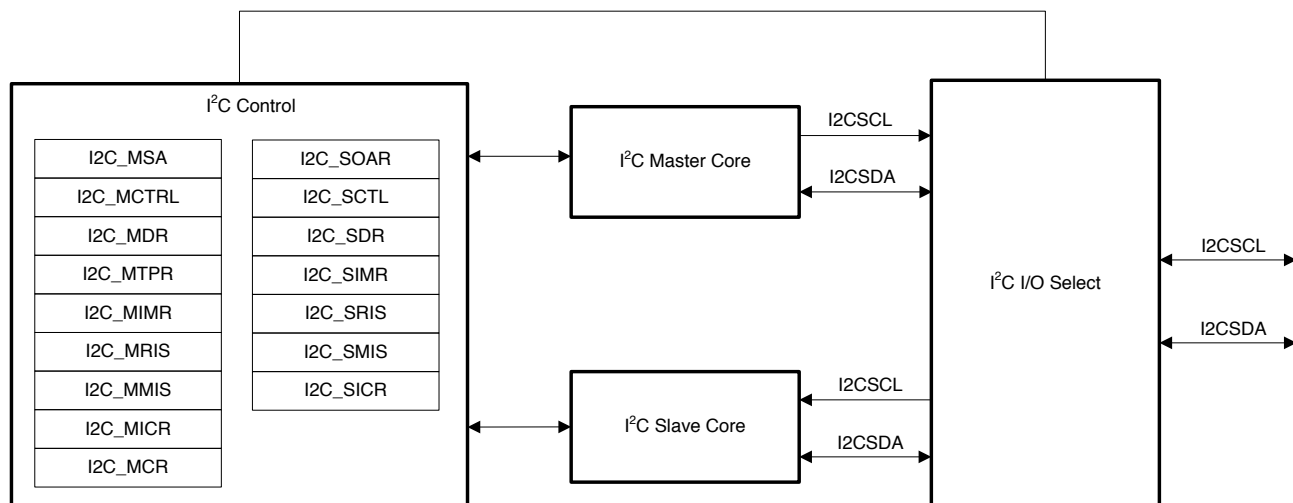 I²C Control
I2C_MSA
I2C_MCTRL
I2C_MDR
I2C_MTPR
I2C_MIMR
I2C_MRIS
I2C_MMIS
I2C_MICR
I2C_MCR
I2C_SOAR
I2C_SCTL
I2C_SDR
I2C_SIMR
I2C_SRIS
I2C_SMIS
I2C_SICR
I²C Master Core
I2CSCL
I2CSDA
I²C Slave Core
I2CSCL
I2CSDA
I²C I/O Select
I2CSCL
I2CSDA